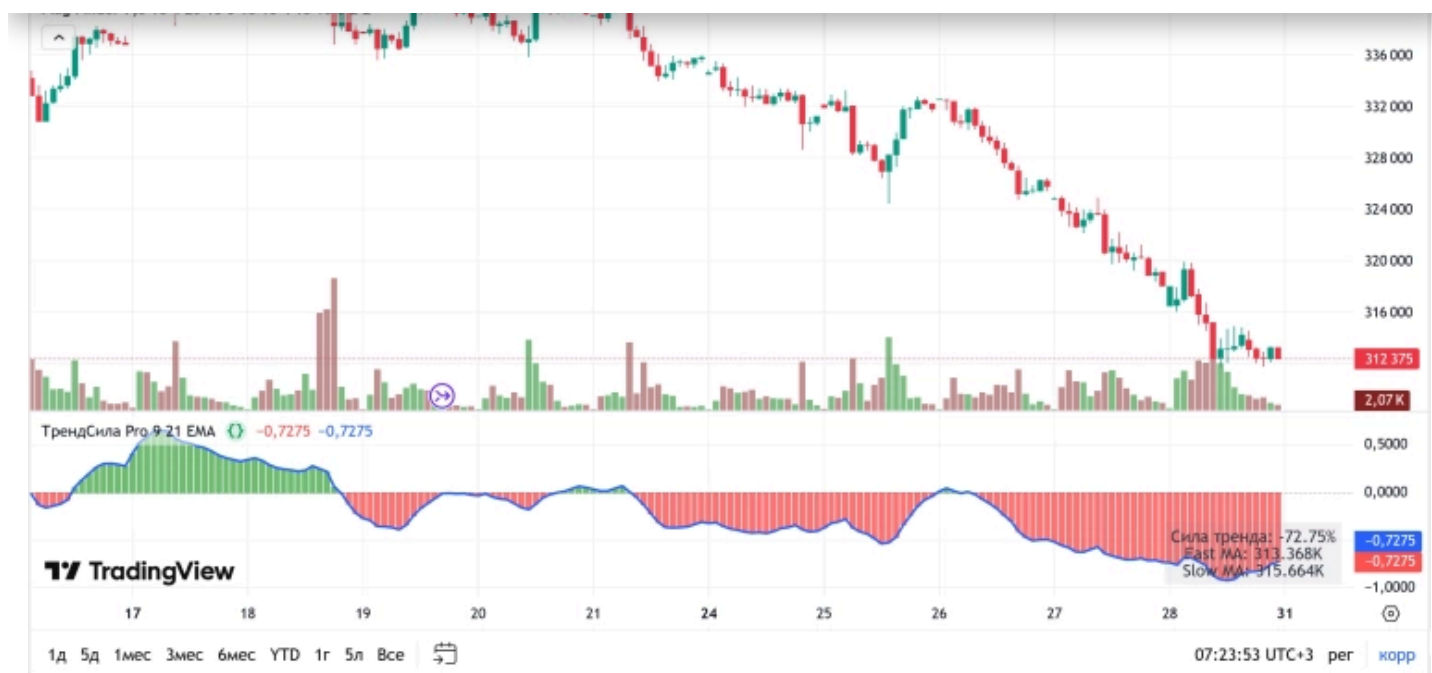 336 000
332 000
328 000
324 000
320 000
316 000
312 375
2,07 K
ТрендСила Pro 9 21 EMA −0,7275 −0,7275
0,5000
0,0000
Сила тренда: -72.75%
Fast MA: 313.368K
Slow MA: 315.664K
−0,7275
−0,7275
−1,0000
TradingView
17 18 19 20 21 24 25 26 27 28 31
1д 5д 1мес 3мес 6мес YTD 1г 5л Все 07:23:53 UTC+3 рег корр